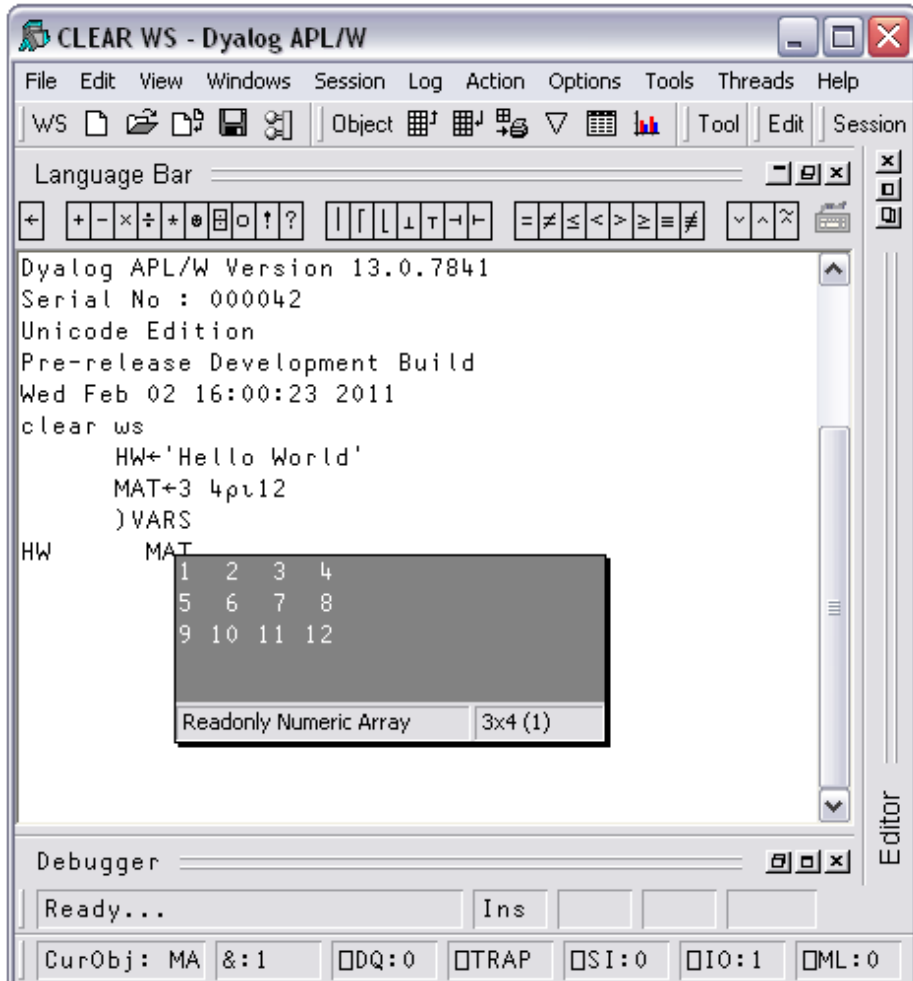 CLEAR WS - Dyalog APL/W
File Edit View Windows Session Log Action Options Tools Threads Help
WS Object Tool Edit Session
Language Bar
← + - × ÷ * ⍟ ⌹ ○ ! ? | ⌈ ⌊ ⊥ ⊤ ⊣ ⊢ = ≠ ≤ < > ≥ ≡ ≢ ∨ ∧ ⍲
Dyalog APL/W Version 13.0.7841
Serial No : 000042
Unicode Edition
Pre-release Development Build
Wed Feb 02 16:00:23 2011
clear ws
HW←'Hello World'
MAT←3 4⍴⍳12
)VARS
HW MAT
1 2 3 4
5 6 7 8
9 10 11 12
Readonly Numeric Array 3x4 (1)
Editor
Debugger
Ready... Ins
CurObj: MA &:1 ⎕DQ:0 ⎕TRAP ⎕SI:0 ⎕IO:1 ⎕ML:0